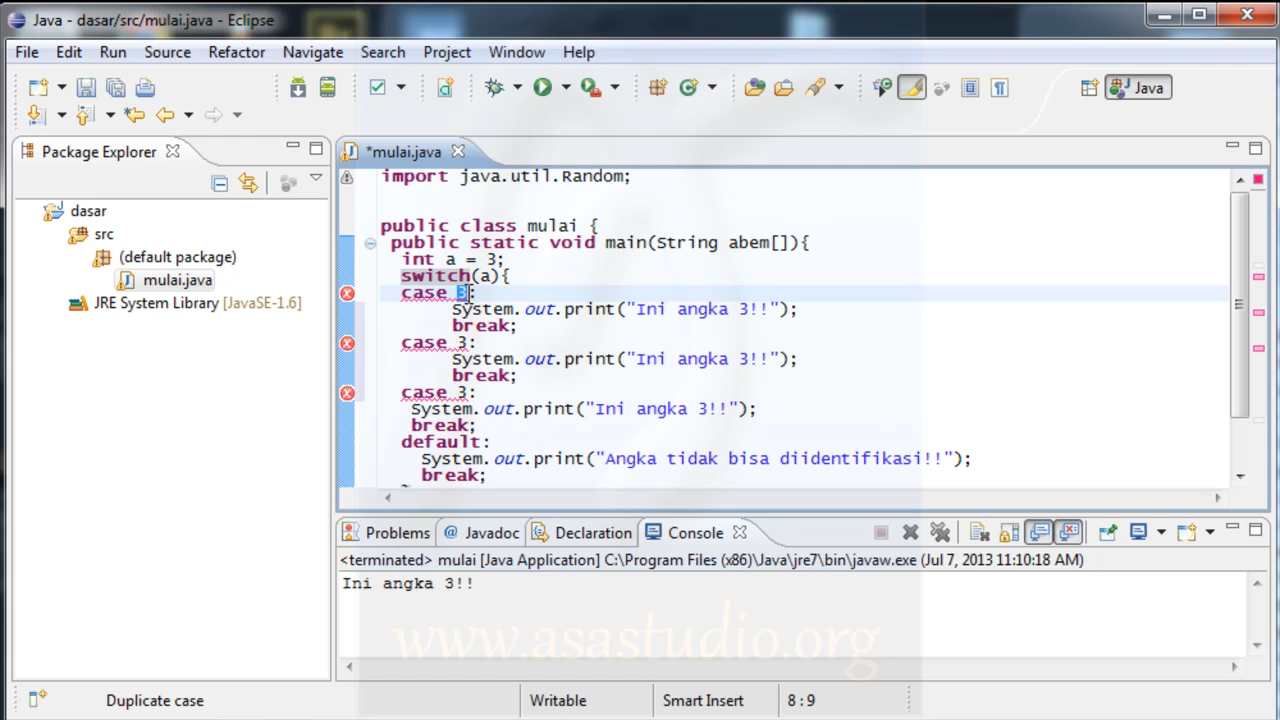 Java - dasar/src/mulai.java - Eclipse
File Edit Run Source Refactor Navigate Search Project Window Help
Java
Package Explorer
*mulai.java
dasar
src
(default package)
mulai.java
JRE System Library [JavaSE-1.6]
import java.util.Random;
public class mulai {
public static void main(String abem[]){
int a = 3;
switch(a){
case 3:
System.out.print("Ini angka 3!!");
break;
case 3:
System.out.print("Ini angka 3!!");
break;
case 3:
System.out.print("Ini angka 3!!");
break;
default:
System.out.print("Angka tidak bisa diidentifikasi!!");
break;
Problems @ Javadoc Declaration Console
<terminated> mulai [Java Application] C:\Program Files (x86)\Java\jre7\bin\javaw.exe (Jul 7, 2013 11:10:18 AM)
Ini angka 3!!
www.asastudio.org
Duplicate case Writable Smart Insert 8:9